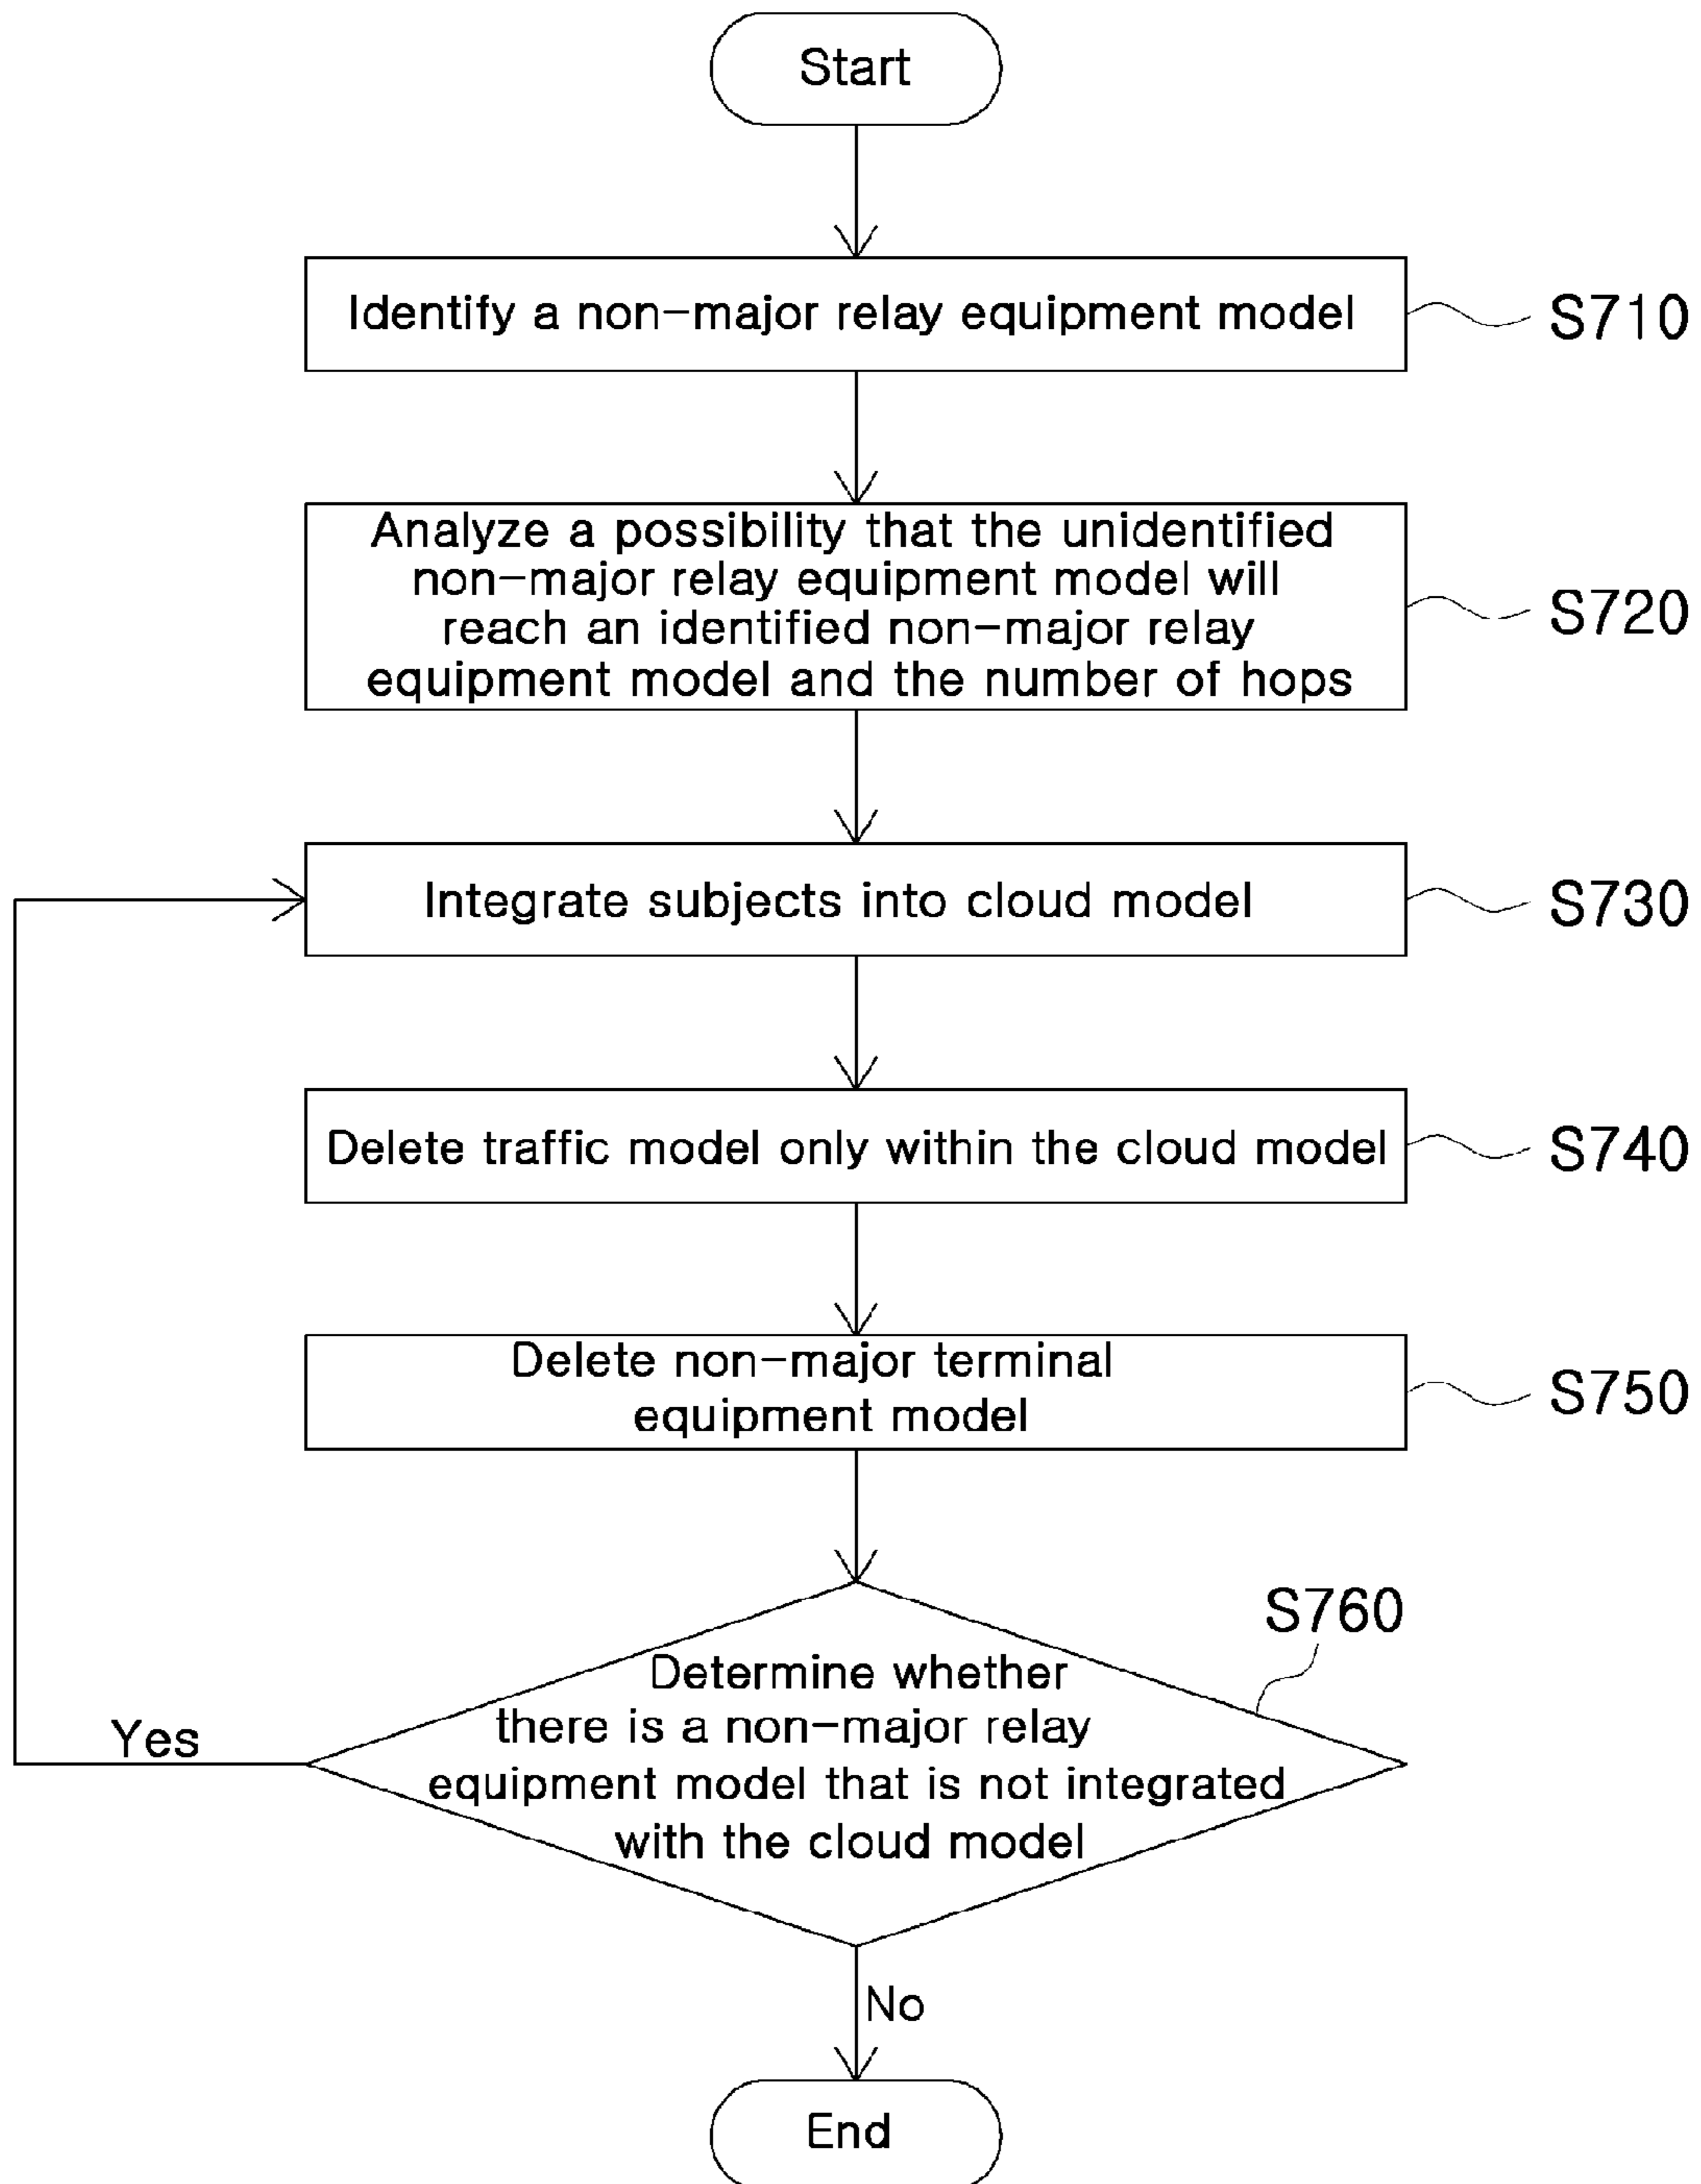 Start
Identify a non-major relay equipment model
S710
Analyze a possibility that the unidentified
non-major relay equipment model will
reach an identified non-major relay
equipment model and the number of hops
S720
Integrate subjects into cloud model
S730
Delete traffic model only within the cloud model
S740
Delete non-major terminal
equipment model
S750
S760
Determine whether
there is a non-major relay
equipment model that is not integrated
with the cloud model
Yes
No
End